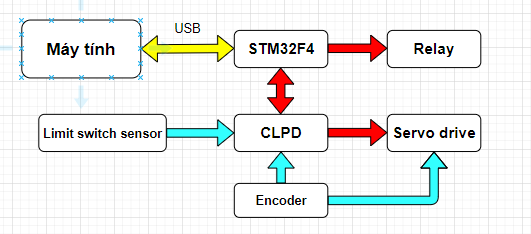 USB
Máy tính
STM32F4
Relay
Limit switch sensor
CLPD
Servo drive
Encoder